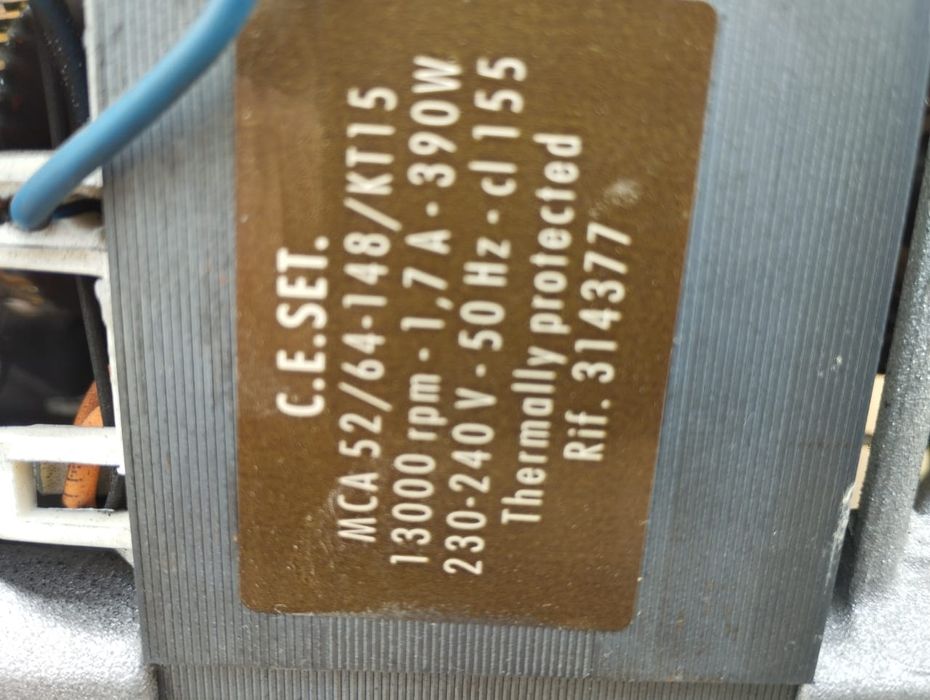 C.E.SET.
MCA 52/64-148/KT15
13000 rpm - 1,7 A - 390W
230-240 V - 50 Hz - cl 155
Thermally protected
Rif. 314377